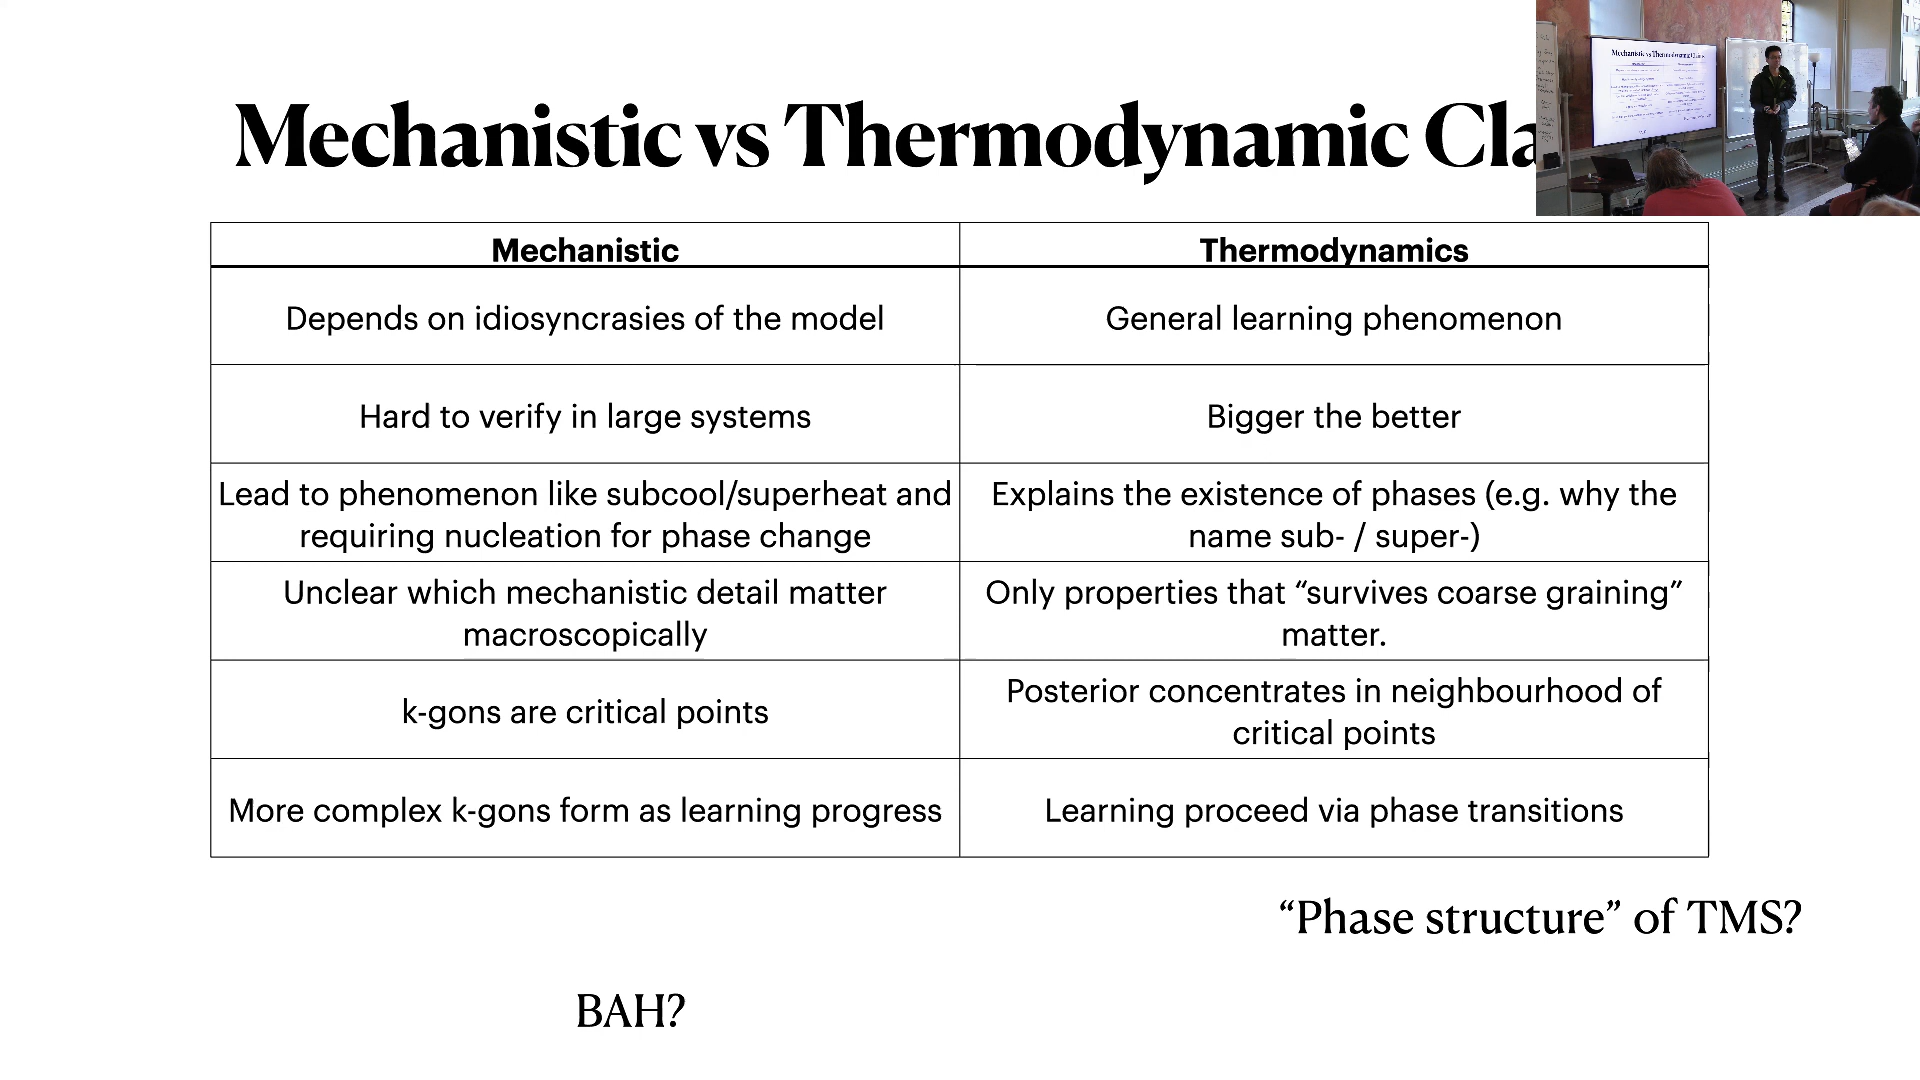 Mechanistic vs Thermodynamic Cla
Mechanistic
Thermodynamics
Depends on idiosyncrasies of the model
General learning phenomenon
Hard to verify in large systems
Bigger the better
Lead to phenomenon like subcool/superheat and
requiring nucleation for phase change
Explains the existence of phases (e.g. why the
name sub- / super-)
Unclear which mechanistic detail matter
macroscopically
Only properties that “survives coarse graining”
matter.
k-gons are critical points
Posterior concentrates in neighbourhood of
critical points
More complex k-gons form as learning progress
Learning proceed via phase transitions
“Phase structure” of TMS?
BAH?
Mechanistic vs Thermodynamic Claims